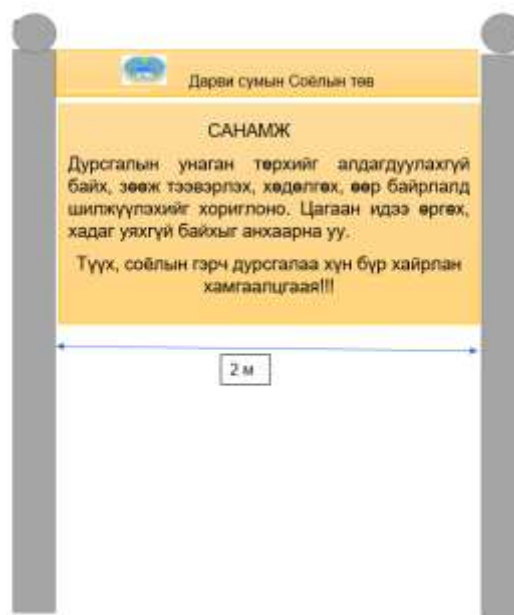 Дарви сумын Соёлын төв
САНАМЖ
Дурсгалын унаган төрхийг алдагдуулахгүй
байх, зөөж тээвэрлэх, хөдөлгөх, өөр байрлалд
шилжүүлэхийг хориглоно. Цагаан идээ өргөх,
хадаг уяхгүй байхыг анхаарна уу.
Түүх, соёлын гэрч дурсгалаа хүн бүр хайрлан
хамгаалцгаая!!!
2 м